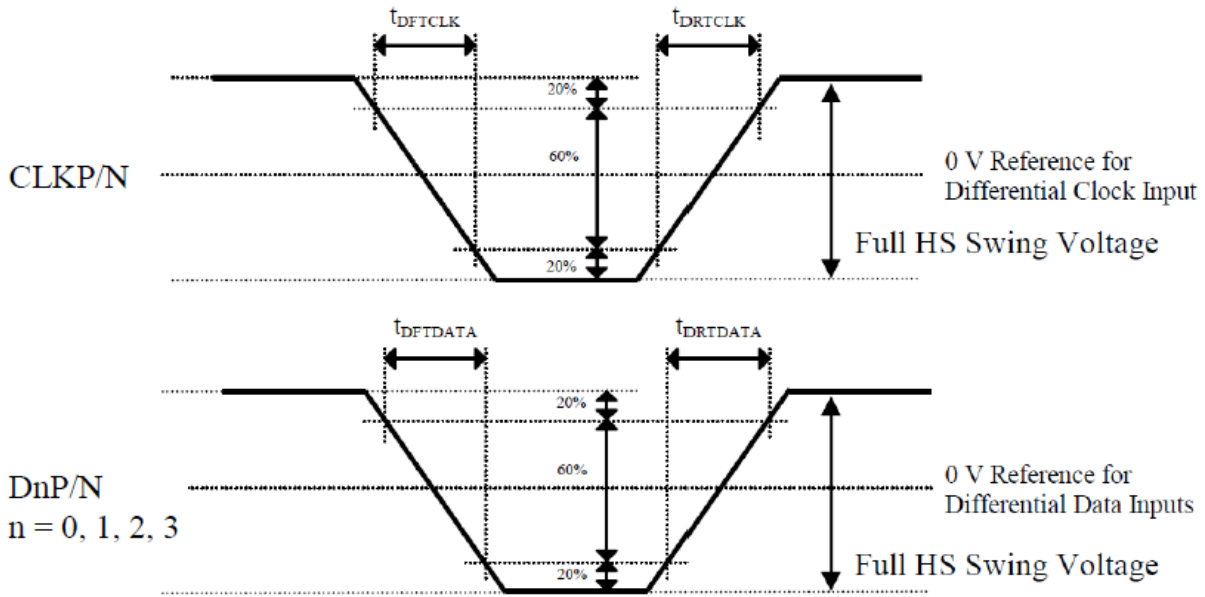 tDFTCLK
tDRTCLK
20%
60%
20%
CLKP/N
0 V Reference for
Differential Clock Input
Full HS Swing Voltage
tDFTDATA
tDRTDATA
20%
60%
20%
DnP/N
n = 0, 1, 2, 3
0 V Reference for
Differential Data Inputs
Full HS Swing Voltage